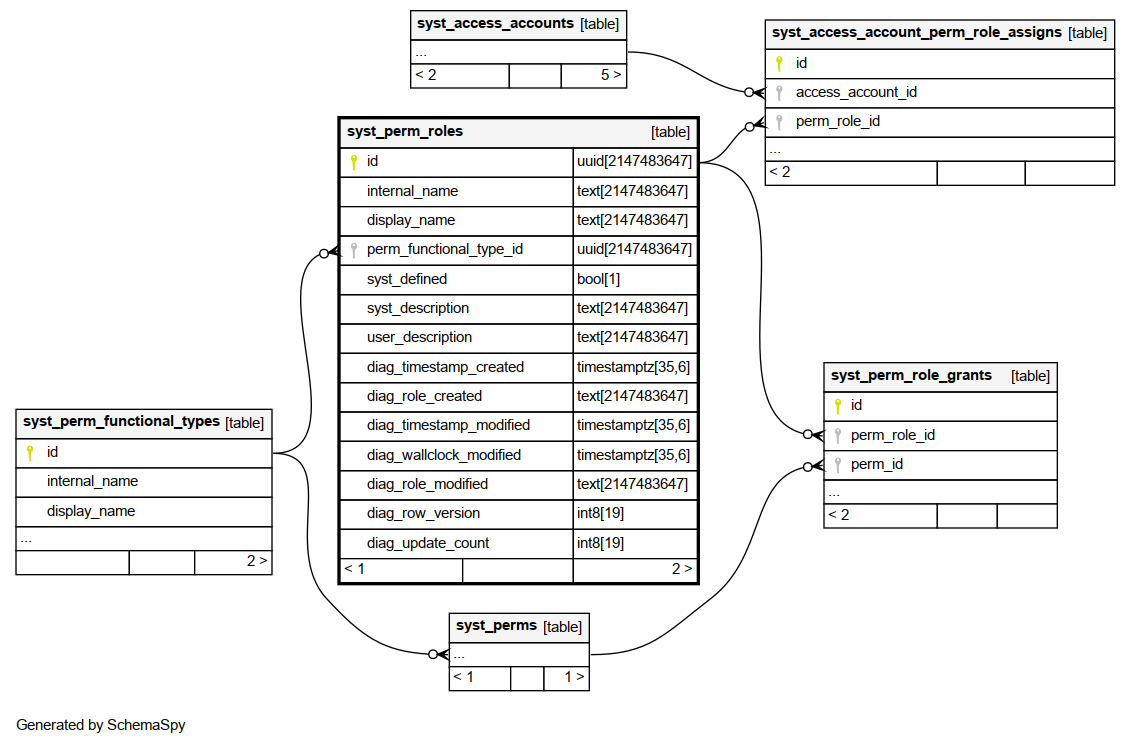 syst_access_accounts [table]
...
< 2 5 >
syst_access_account_perm_role_assigns [table]
id
access_account_id
perm_role_id
...
< 2
syst_perm_roles [table]
id uuid[2147483647]
internal_name text[2147483647]
display_name text[2147483647]
perm_functional_type_id uuid[2147483647]
syst_defined bool[1]
syst_description text[2147483647]
user_description text[2147483647]
diag_timestamp_created timestamptz[35,6]
diag_role_created text[2147483647]
diag_timestamp_modified timestamptz[35,6]
diag_wallclock_modified timestamptz[35,6]
diag_role_modified text[2147483647]
diag_row_version int8[19]
diag_update_count int8[19]
< 1 2 >
syst_perm_role_grants [table]
id
perm_role_id
perm_id
...
< 2
syst_perm_functional_types [table]
id
internal_name
display_name
...
2 >
syst_perms [table]
...
< 1 1 >
Generated by SchemaSpy